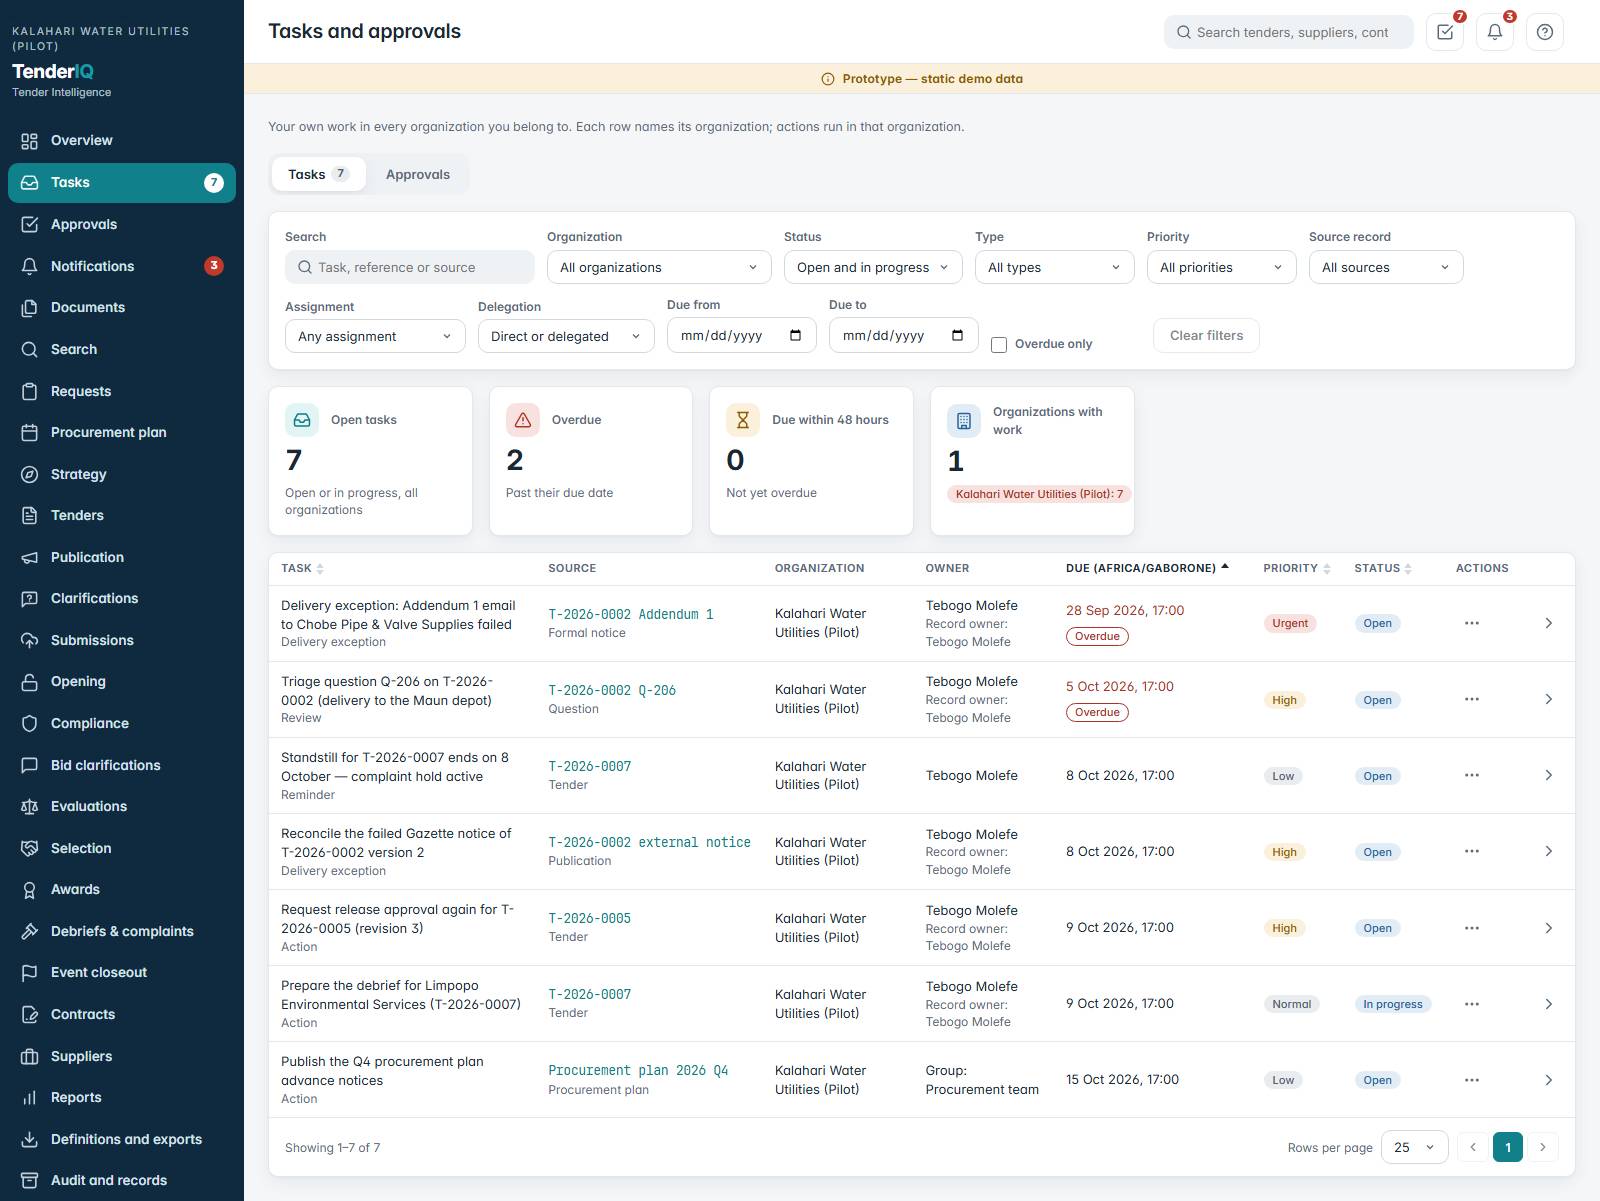 KALAHARI WATER UTILITIES
(PILOT)
TenderIQ
Tender Intelligence
Overview
Tasks 7
Approvals
Notifications 3
Documents
Search
Requests
Procurement plan
Strategy
Tenders
Publication
Clarifications
Submissions
Opening
Compliance
Bid clarifications
Evaluations
Selection
Awards
Debriefs & complaints
Event closeout
Contracts
Suppliers
Reports
Definitions and exports
Audit and records
Tasks and approvals
Search tenders, suppliers, cont
7
3
Prototype — static demo data
Your own work in every organization you belong to. Each row names its organization; actions run in that organization.
Tasks 7 Approvals
Search Organization Status Type Priority Source record
Task, reference or source All organizations Open and in progress All types All priorities All sources
Assignment Delegation Due from Due to
Any assignment Direct or delegated mm/dd/yyyy mm/dd/yyyy Overdue only Clear filters
Open tasks
7
Open or in progress, all
organizations
Overdue
2
Past their due date
Due within 48 hours
0
Not yet overdue
Organizations with
work
1
Kalahari Water Utilities (Pilot): 7
TASK SOURCE ORGANIZATION OWNER DUE (AFRICA/GABORONE) PRIORITY STATUS ACTIONS
Delivery exception: Addendum 1 email
to Chobe Pipe & Valve Supplies failed
Delivery exception
T-2026-0002 Addendum 1
Formal notice
Kalahari Water
Utilities (Pilot)
Tebogo Molefe
Record owner:
Tebogo Molefe
28 Sep 2026, 17:00
Overdue
Urgent
Open
Triage question Q-206 on T-2026-
0002 (delivery to the Maun depot)
Review
T-2026-0002 Q-206
Question
Kalahari Water
Utilities (Pilot)
Tebogo Molefe
Record owner:
Tebogo Molefe
5 Oct 2026, 17:00
Overdue
High
Open
Standstill for T-2026-0007 ends on 8
October — complaint hold active
Reminder
T-2026-0007
Tender
Kalahari Water
Utilities (Pilot)
Tebogo Molefe
8 Oct 2026, 17:00
Low
Open
Reconcile the failed Gazette notice of
T-2026-0002 version 2
Delivery exception
T-2026-0002 external notice
Publication
Kalahari Water
Utilities (Pilot)
Tebogo Molefe
Record owner:
Tebogo Molefe
8 Oct 2026, 17:00
High
Open
Request release approval again for T-
2026-0005 (revision 3)
Action
T-2026-0005
Tender
Kalahari Water
Utilities (Pilot)
Tebogo Molefe
Record owner:
Tebogo Molefe
9 Oct 2026, 17:00
High
Open
Prepare the debrief for Limpopo
Environmental Services (T-2026-0007)
Action
T-2026-0007
Tender
Kalahari Water
Utilities (Pilot)
Tebogo Molefe
Record owner:
Tebogo Molefe
9 Oct 2026, 17:00
Normal
In progress
Publish the Q4 procurement plan
advance notices
Action
Procurement plan 2026 Q4
Procurement plan
Kalahari Water
Utilities (Pilot)
Group:
Procurement team
15 Oct 2026, 17:00
Low
Open
Showing 1–7 of 7
Rows per page 25 1